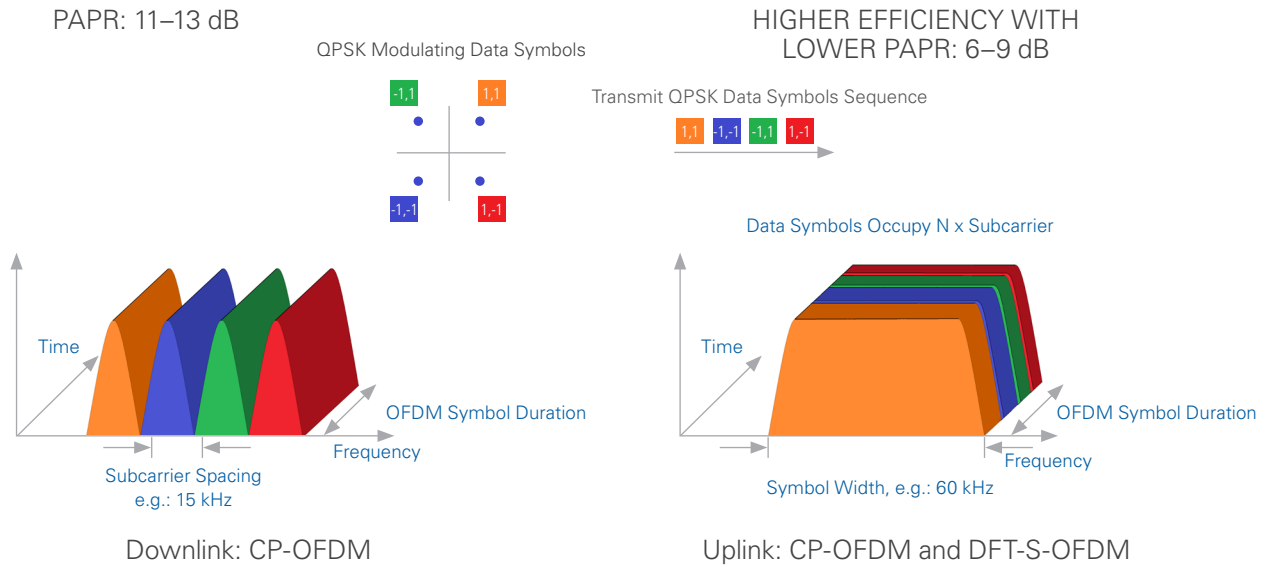 PAPR: 11–13 dB
HIGHER EFFICIENCY WITH
LOWER PAPR: 6–9 dB
QPSK Modulating Data Symbols
-1,1
1,1
-1,-1
1,-1
Transmit QPSK Data Symbols Sequence
1,1 -1,-1 -1,1 1,-1
Data Symbols Occupy N x Subcarrier
Time
OFDM Symbol Duration
Frequency
Subcarrier Spacing
e.g.: 15 kHz
Time
OFDM Symbol Duration
Frequency
Symbol Width, e.g.: 60 kHz
Downlink: CP-OFDM
Uplink: CP-OFDM and DFT-S-OFDM